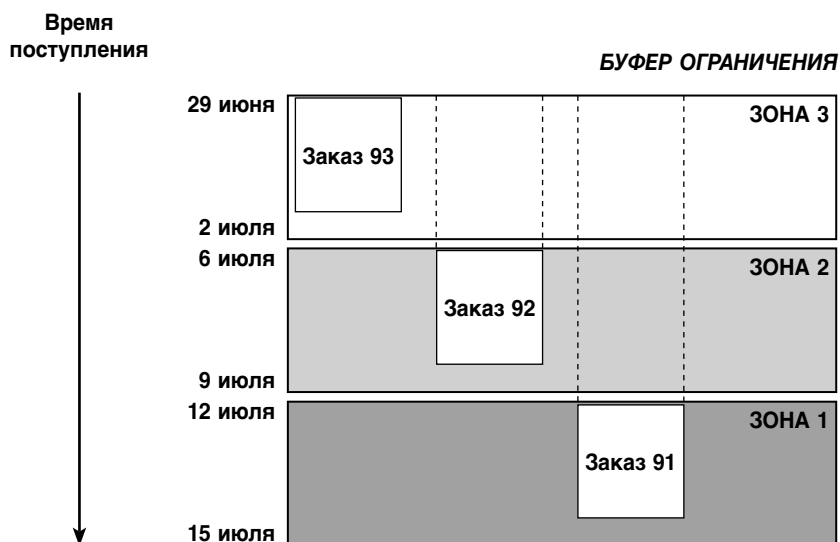 Время
поступления
БУФЕР ОГРАНИЧЕНИЯ
29 июня
ЗОНА 3
Заказ 93
2 июля
6 июля
ЗОНА 2
Заказ 92
9 июля
12 июля
ЗОНА 1
Заказ 91
15 июля